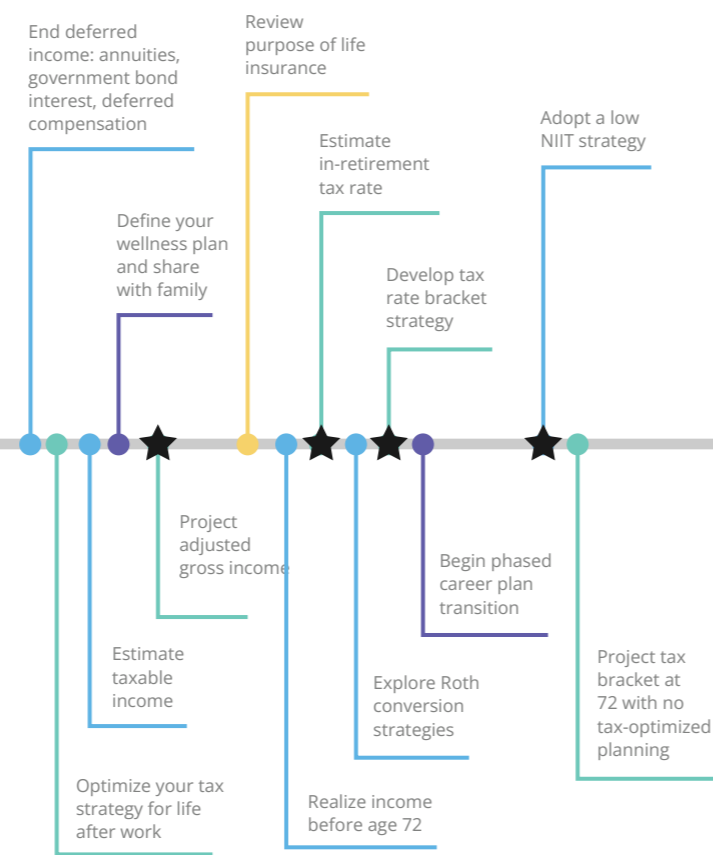 End deferred
income: annuities,
government bond
interest, deferred
compensation
Review
purpose of life
insurance
Estimate
in-retirement
tax rate
Adopt a low
NIIT strategy
Define your
wellness plan
and share
with family
Develop tax
rate bracket
strategy
Project
adjusted
gross income
Begin phased
career plan
transition
Estimate
taxable
income
Explore Roth
conversion
strategies
Project tax
bracket at
72 with no
tax-optimized
planning
Optimize your tax
strategy for life
after work
Realize income
before age 72